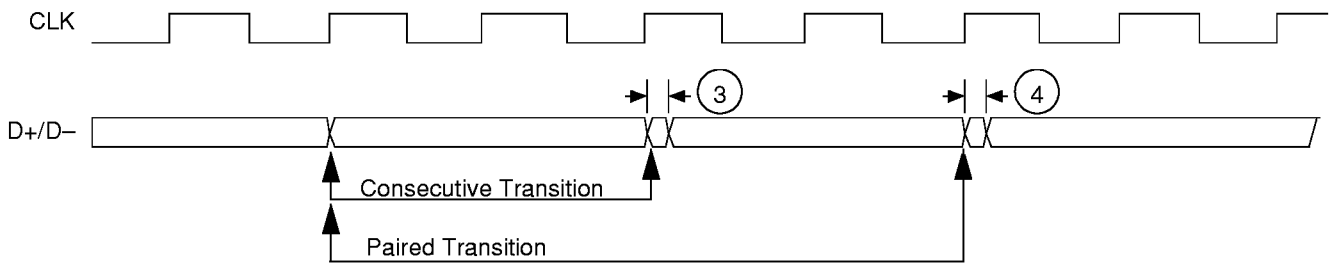 CLK
3
4
D+/D–
Consecutive Transition
Paired Transition